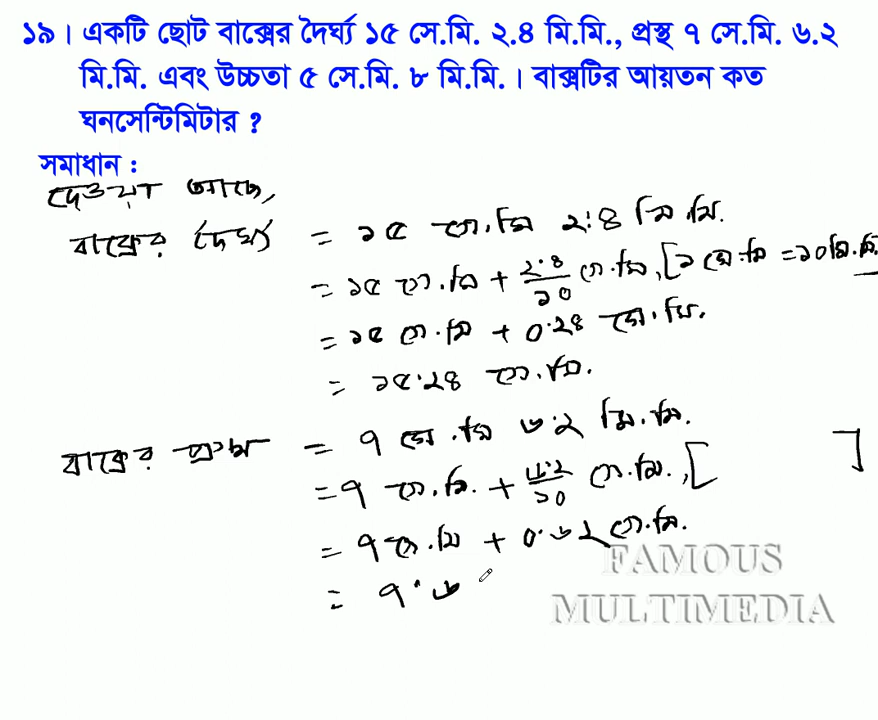 ১৯। একটি ছোট বাক্সের দৈর্ঘ্য ১৫ সে.মি. ২.৪ মি.মি., প্রস্থ ৭ সে.মি. ৬.২
মি.মি. এবং উচ্চতা ৫ সে.মি. ৮ মি.মি.। বাক্সটির আয়তন কত
ঘনসেন্টিমিটার ?
সমাধান :
দেওয়া আছে,
বাক্সের দৈর্ঘ্য = ১৫ সে.মি ২.৪ মি.মি.
= ১৫ সে.মি + ২.৪/১০ সে.মি, [১ সে.মি = ১০ মি.মি.
= ১৫ সে.মি + ০.২৪ সে.মি.
= ১৫.২৪ সে.মি.
বাক্সের প্রস্থ = ৭ সে.মি ৬.২ মি.মি.
= ৭ সে.মি. + ৬.২/১০ সে.মি., [ ]
= ৭ সে.মি + ০.৬২ সে.মি.
= ৭.৬
FAMOUS
MULTIMEDIA